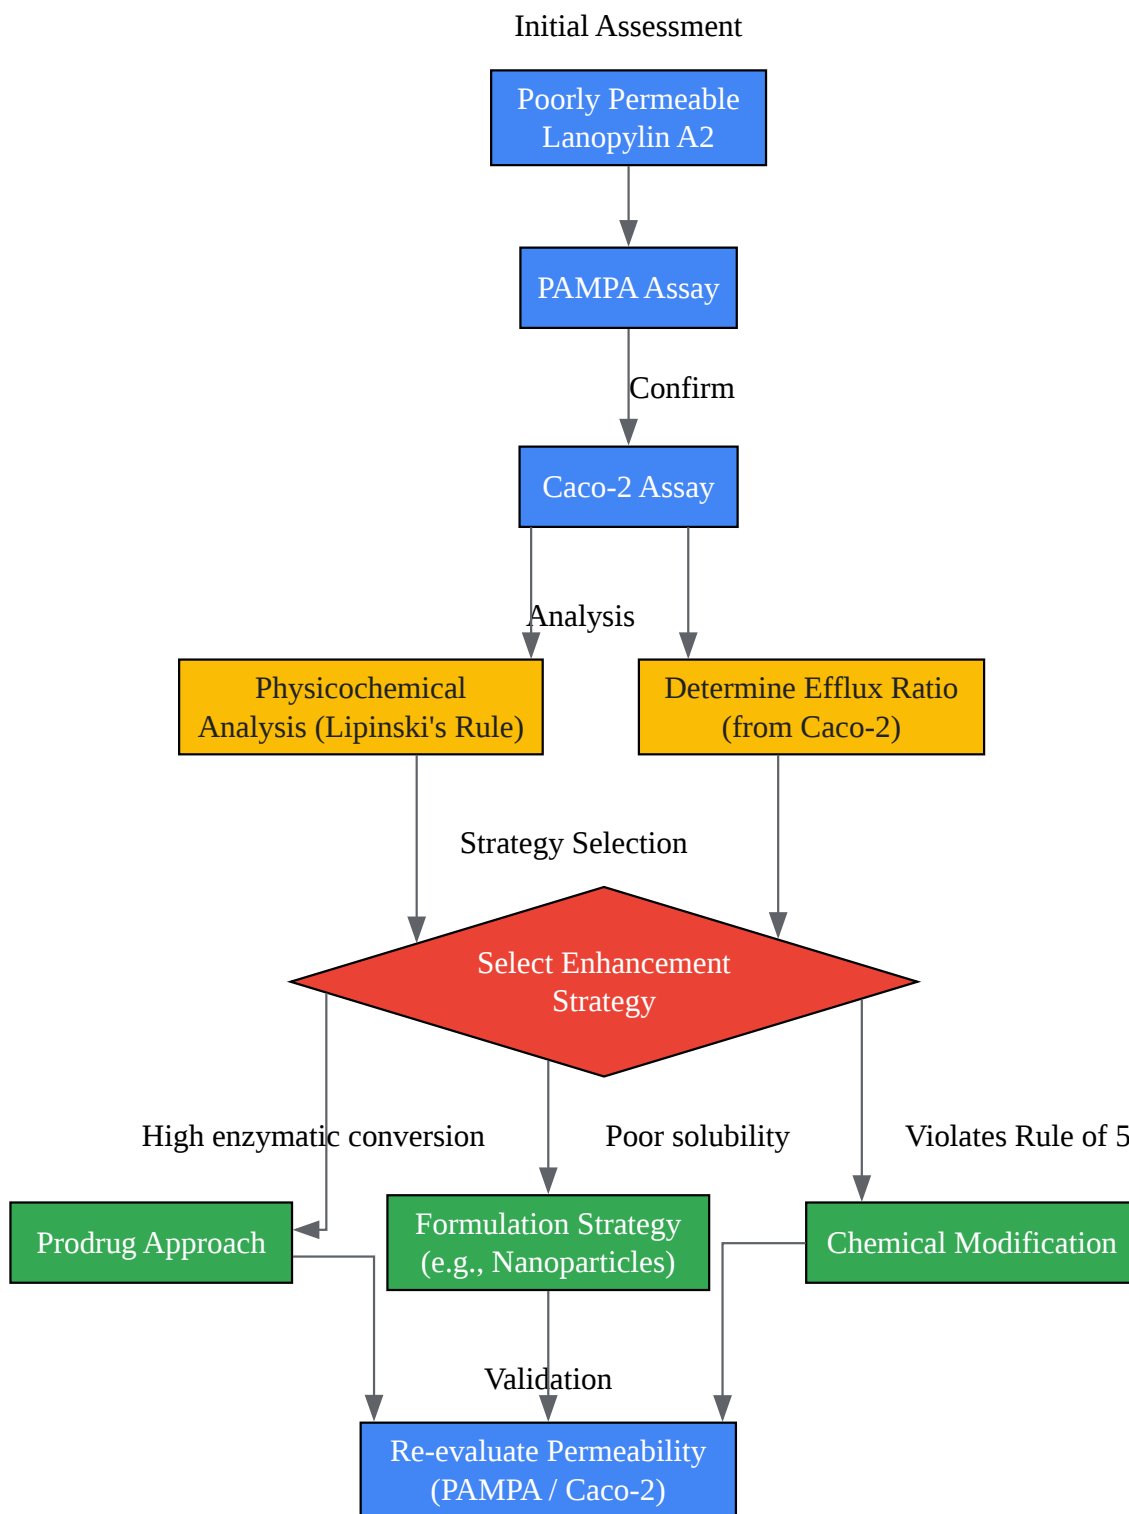 Initial Assessment
Poorly Permeable
Lanopylin A2
PAMPA Assay
Confirm
Caco-2 Assay
Analysis
Physicochemical
Analysis (Lipinski's Rule)
Determine Efflux Ratio
(from Caco-2)
Strategy Selection
Select Enhancement
Strategy
High enzymatic conversion
Poor solubility
Violates Rule of 5
Prodrug Approach
Formulation Strategy
(e.g., Nanoparticles)
Chemical Modification
Validation
Re-evaluate Permeability
(PAMPA / Caco-2)